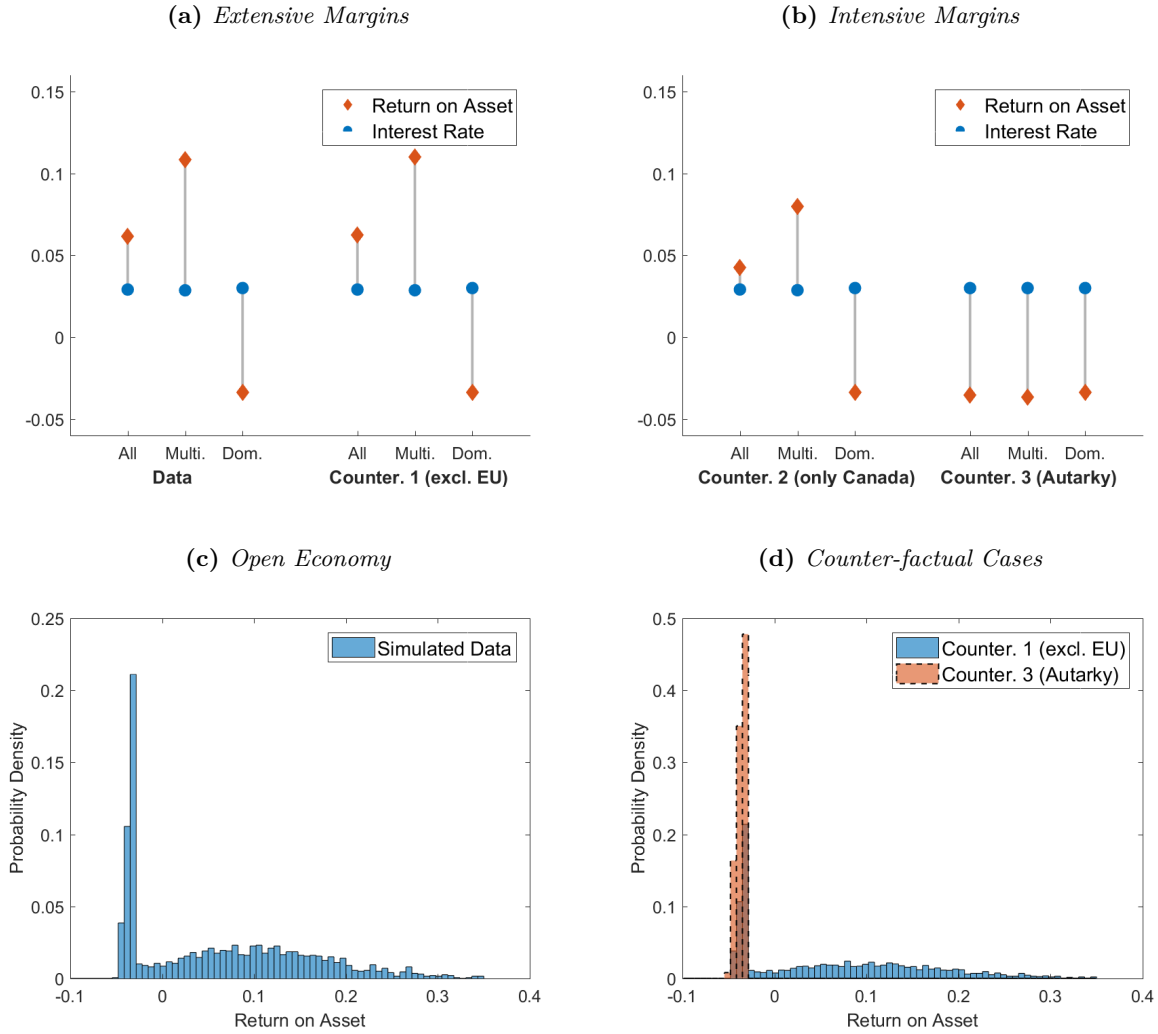 (a) Extensive Margins
0.15
0.1
0.05
0
-0.05
Return on Asset
Interest Rate
All Multi. Dom. All Multi. Dom.
Data Counter. 1 (excl. EU)
(b) Intensive Margins
0.15
0.1
0.05
0
-0.05
Return on Asset
Interest Rate
All Multi. Dom. All Multi. Dom.
Counter. 2 (only Canada) Counter. 3 (Autarky)
(c) Open Economy
0.25
0.2
0.15
0.1
0.05
0
Probability Density
Simulated Data
-0.1 0 0.1 0.2 0.3 0.4
Return on Asset
(d) Counter-factual Cases
0.5
0.4
0.3
0.2
0.1
0
Probability Density
Counter. 1 (excl. EU)
Counter. 3 (Autarky)
-0.1 0 0.1 0.2 0.3 0.4
Return on Asset